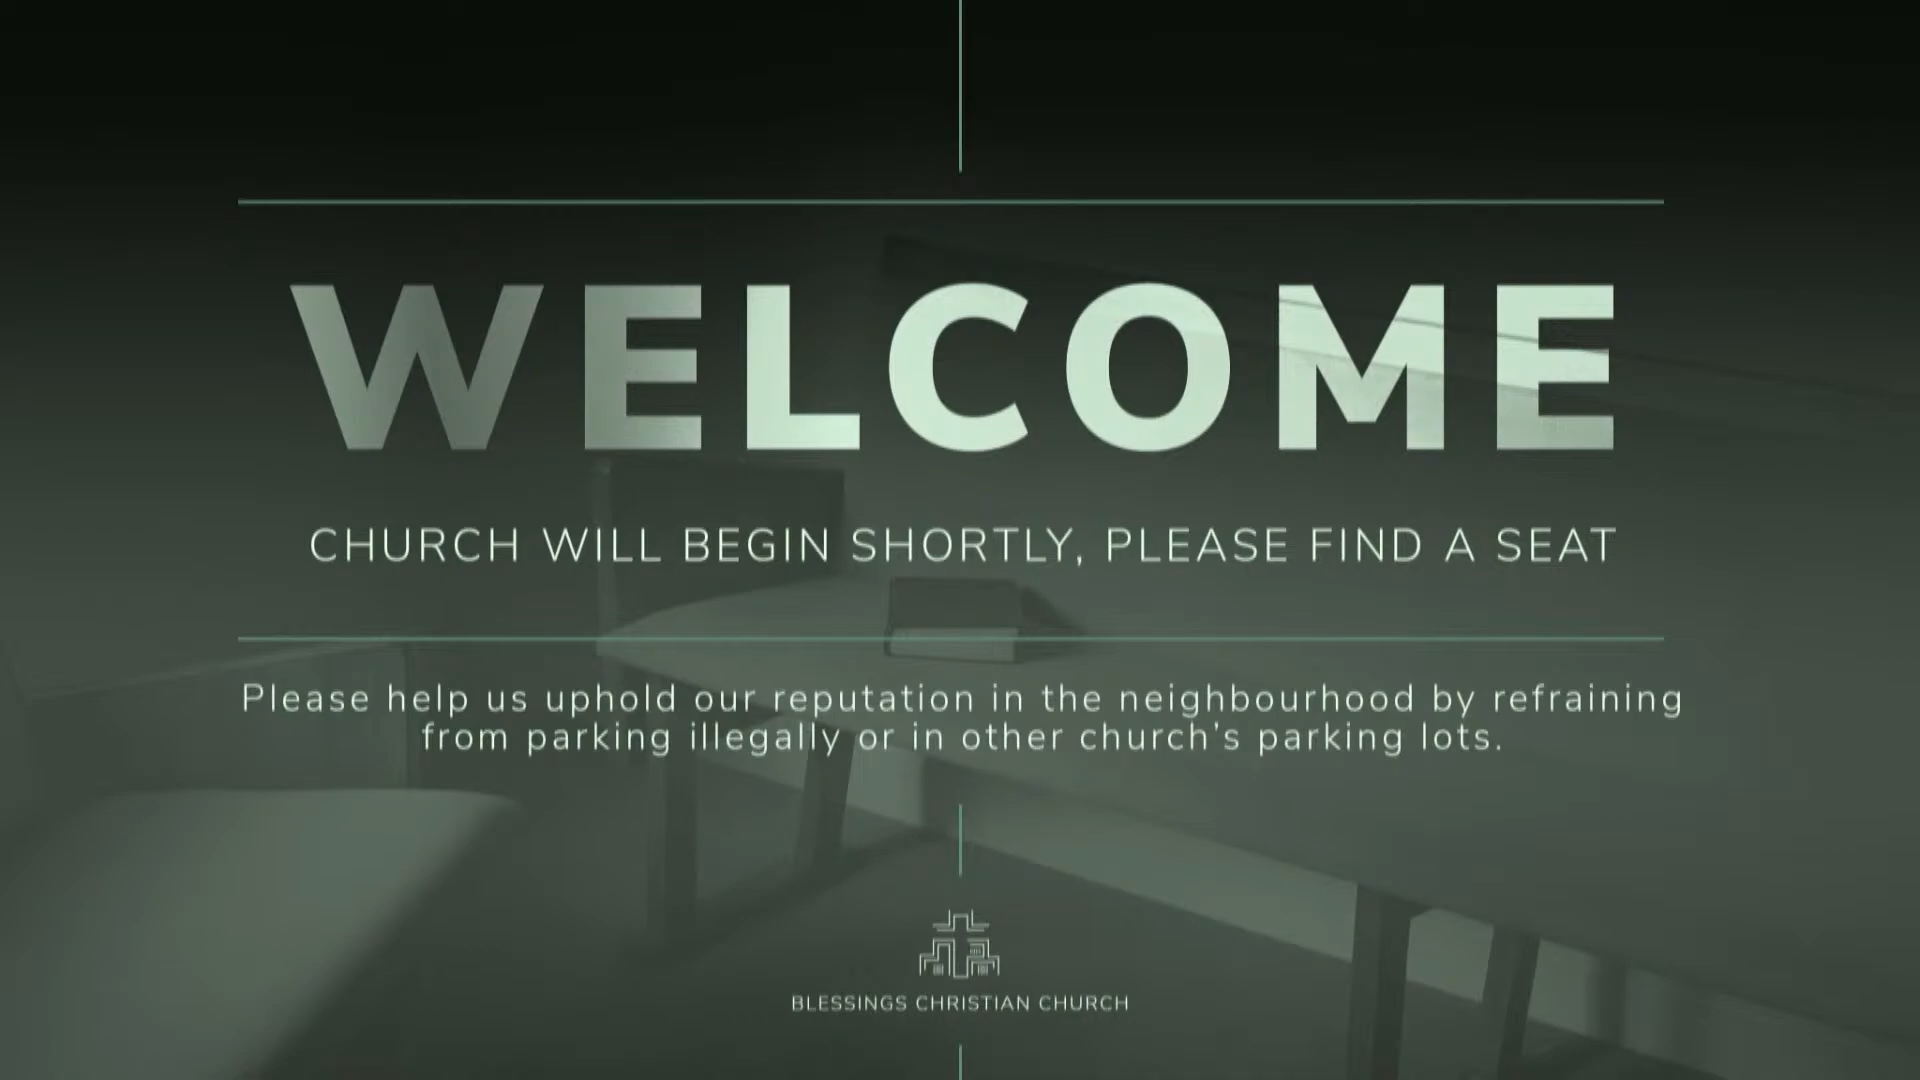 WELCOME
CHURCH WILL BEGIN SHORTLY, PLEASE FIND A SEAT
Please help us uphold our reputation in the neighbourhood by refraining
from parking illegally or in other church's parking lots.
BLESSINGS CHRISTIAN CHURCH